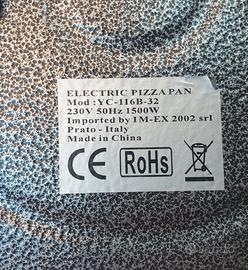 ELECTRIC PIZZA PAN
Mod :YC-116B-32
230V 50Hz 1500W
Imported by IM-EX 2002 srl
Prato - Italy
Made in China
CE RoHs